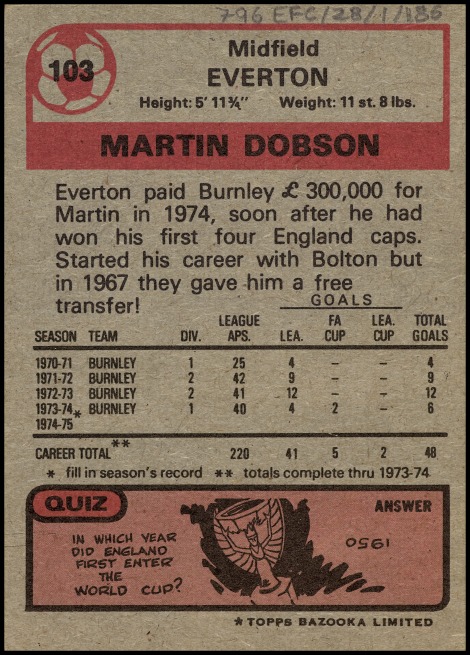 796 EFC/28/1/185
103
Midfield
EVERTON
Height: 5' 11¾" Weight: 11 st. 8 lbs.
MARTIN DOBSON
Everton paid Burnley £ 300,000 for
Martin in 1974, soon after he had
won his first four England caps.
Started his career with Bolton but
in 1967 they gave him a free
transfer!
GOALS
SEASON TEAM DIV. LEAGUE APS. LEA. FA CUP LEA. CUP TOTAL GOALS
1970-71 BURNLEY 1 25 4 – – 4
1971-72 BURNLEY 2 42 9 – – 9
1972-73 BURNLEY 2 41 12 – – 12
1973-74 BURNLEY 1 40 4 2 – 6
1974-75 *
CAREER TOTAL ** 220 41 5 2 48
* fill in season's record ** totals complete thru 1973-74
QUIZ
IN WHICH YEAR
DID ENGLAND
FIRST ENTER
THE
WORLD CUP?
ANSWER
1950
* TOPPS BAZOOKA LIMITED